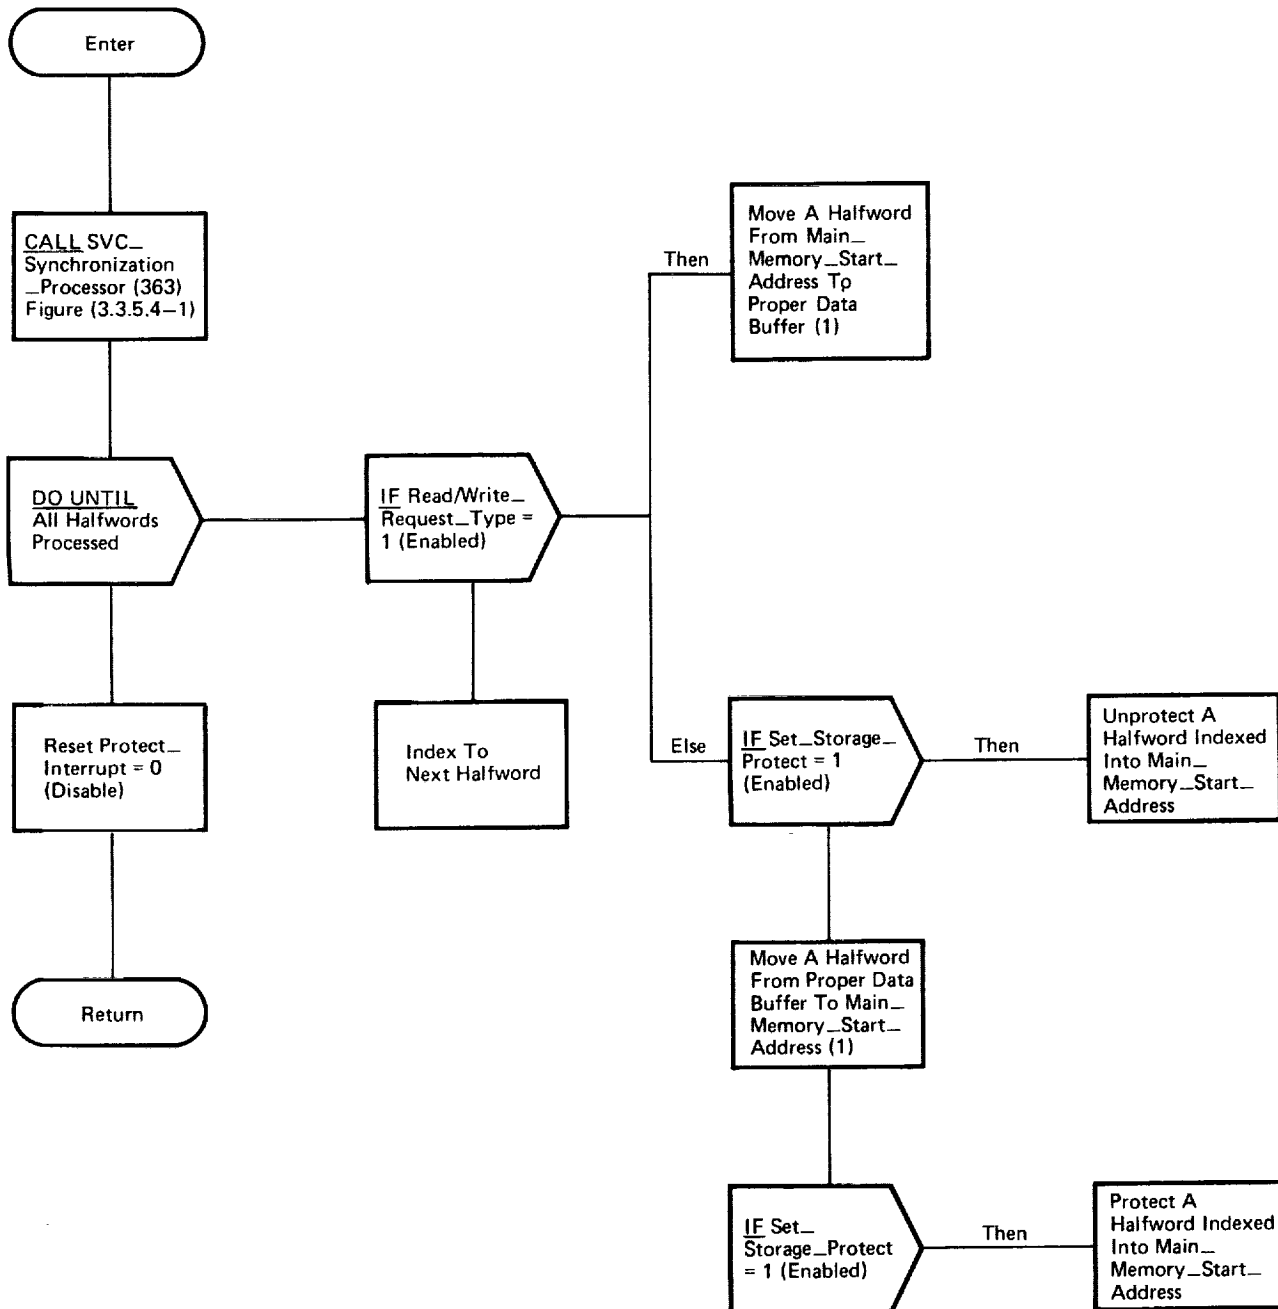 Enter
CALL SVC_
Synchronization
_Processor (363)
Figure (3.3.5.4-1)
DO UNTIL
All Halfwords
Processed
Reset Protect_
Interrupt = 0
(Disable)
Return
IF Read/Write_
Request_Type =
1 (Enabled)
Index To
Next Halfword
Then
Move A Halfword
From Main_
Memory_Start_
Address To
Proper Data
Buffer (1)
Else
IF Set_Storage_
Protect = 1
(Enabled)
Then
Unprotect A
Halfword Indexed
Into Main_
Memory_Start_
Address
Move A Halfword
From Proper Data
Buffer To Main_
Memory_Start_
Address (1)
IF Set_
Storage_Protect
= 1 (Enabled)
Then
Protect A
Halfword Indexed
Into Main_
Memory_Start_
Address